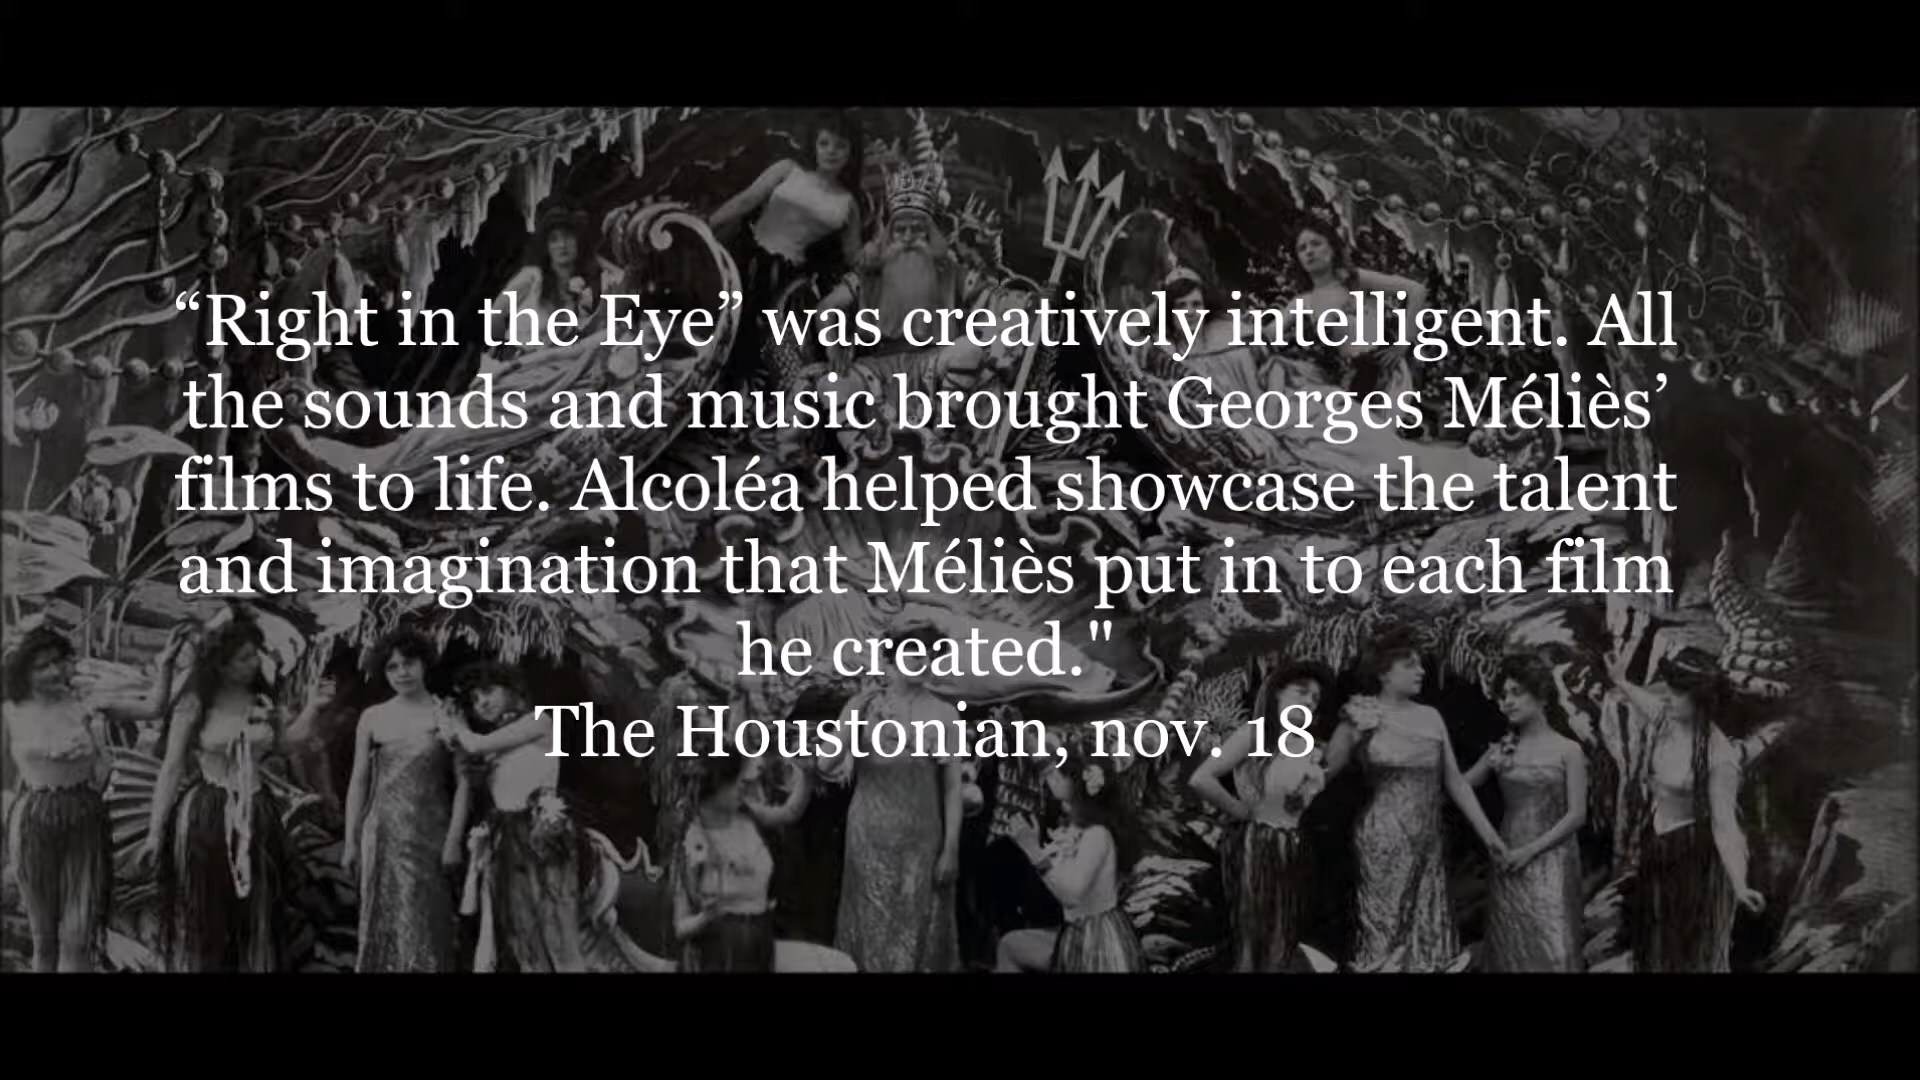 “Right in the Eye” was creatively intelligent. All
the sounds and music brought Georges Méliès’
films to life. Alcoléa helped showcase the talent
and imagination that Méliès put in to each film
he created."
The Houstonian, nov. 18